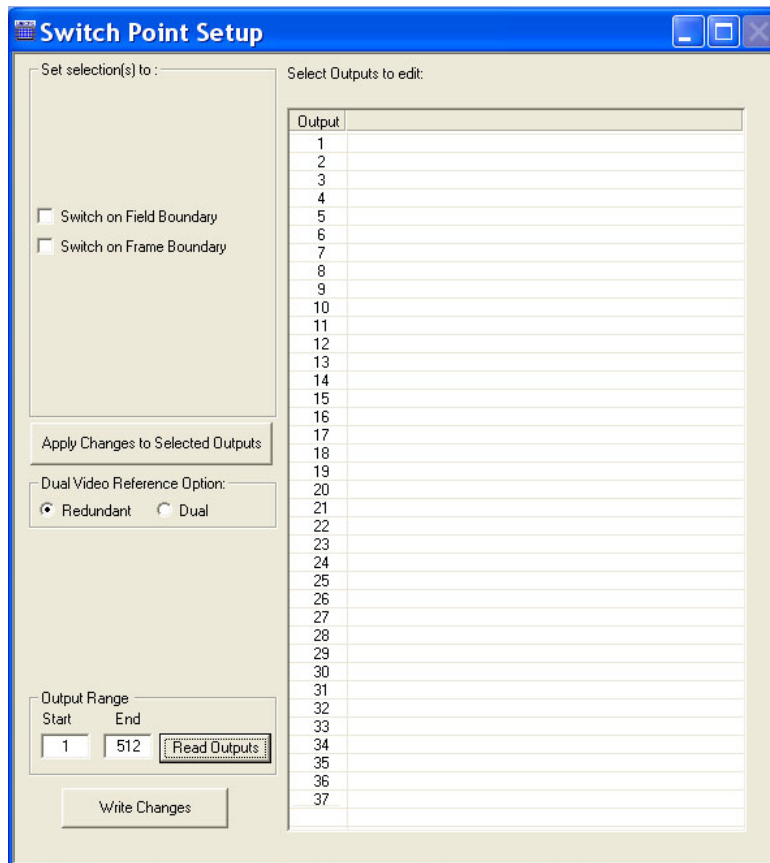 Switch Point Setup
Set selection(s) to :
Switch on Field Boundary
Switch on Frame Boundary
Apply Changes to Selected Outputs
Dual Video Reference Option:
Redundant Dual
Output Range
Start End
1 512 Read Outputs
Write Changes
Select Outputs to edit:
Output
1
2
3
4
5
6
7
8
9
10
11
12
13
14
15
16
17
18
19
20
21
22
23
24
25
26
27
28
29
30
31
32
33
34
35
36
37